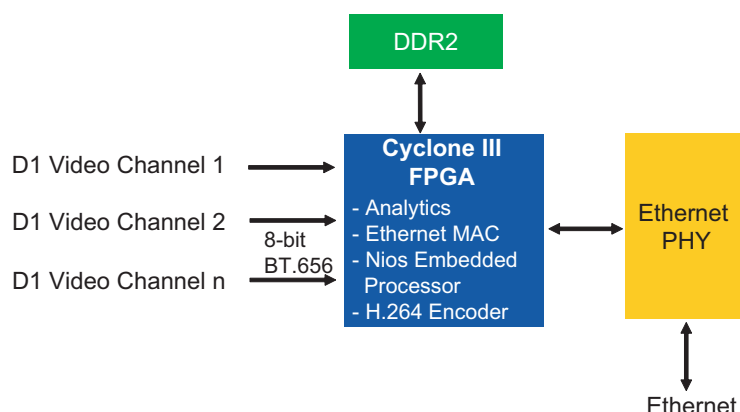 DDR2
D1 Video Channel 1
D1 Video Channel 2
8-bit
BT.656
D1 Video Channel n
Cyclone III
FPGA
- Analytics
- Ethernet MAC
- Nios Embedded
Processor
- H.264 Encoder
Ethernet
PHY
Ethernet